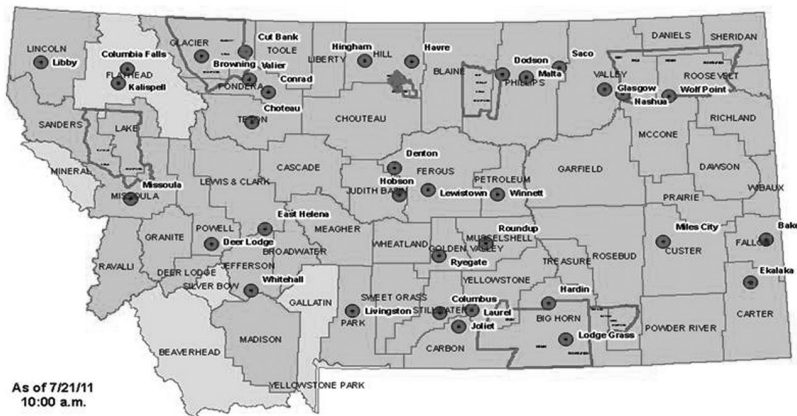 LINCOLN
Libby
Columbia Falls
FLATHEAD
Kalispell
GLACIER
Cut Bank
Browning
Valier
TOOLE
PONDERA
Conrad
LIBERTY
Hingham
HILL
Havre
BLAINE
Dodson
Malta
PHILLIPS
Saco
VALLEY
Glasgow
Nashua
DANIELS
SHERIDAN
ROOSEVELT
Wolf Point
RICHLAND
SANDERS
LAKE
Choteau
TETON
CHOUTEAU
MCCONE
MINERAL
Missoula
MISSOULA
LEWIS & CLARK
CASCADE
Denton
FERGUS
Hobson
JUDITH BASIN
Lewistown
PETROLEUM
Winnett
GARFIELD
DAWSON
PRAIRIE
WIBAUX
POWELL
GRANITE
East Helena
Deer Lodge
BROADWATER
MEAGHER
WHEATLAND
Roundup
MUSSELSHELL
GOLDEN VALLEY
Ryegate
TREASURE
ROSEBUD
Miles City
CUSTER
FALLON
Bake
RAVALLI
DEER LODGE
SILVER BOW
JEFFERSON
Whitehall
GALLATIN
Livingston
PARK
SWEET GRASS
STILLWATER
Columbus
Laurel
Joliet
CARBON
YELLOWSTONE
Hardin
BIG HORN
Lodge Grass
Ekalaka
POWDER RIVER
CARTER
BEAVERHEAD
MADISON
YELLOWSTONE PARK
As of 7/21/11
10:00 a.m.